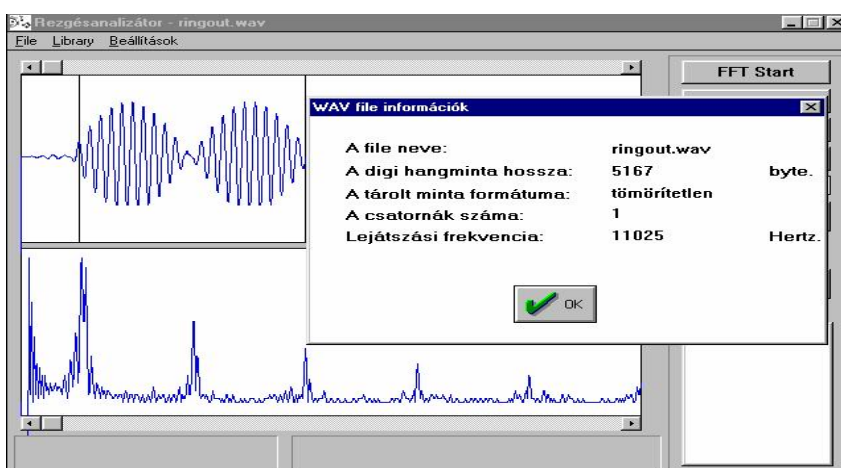 Rezgésanalizátor - ringout.wav
File Library Beállítások
FFT Start
WAV file információk
A file neve: ringout.wav
A digi hangminta hossza: 5167 byte.
A tárolt minta formátuma: tömörítetlen
A csatornák száma: 1
Lejátszási frekvencia: 11025 Hertz.
OK